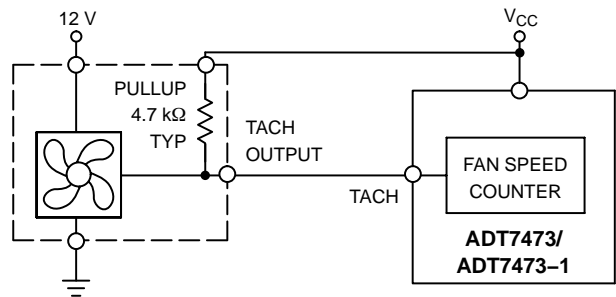 12 V
VCC
PULLUP
4.7 kΩ
TYP
TACH
OUTPUT
TACH
FAN SPEED
COUNTER
ADT7473/
ADT7473–1